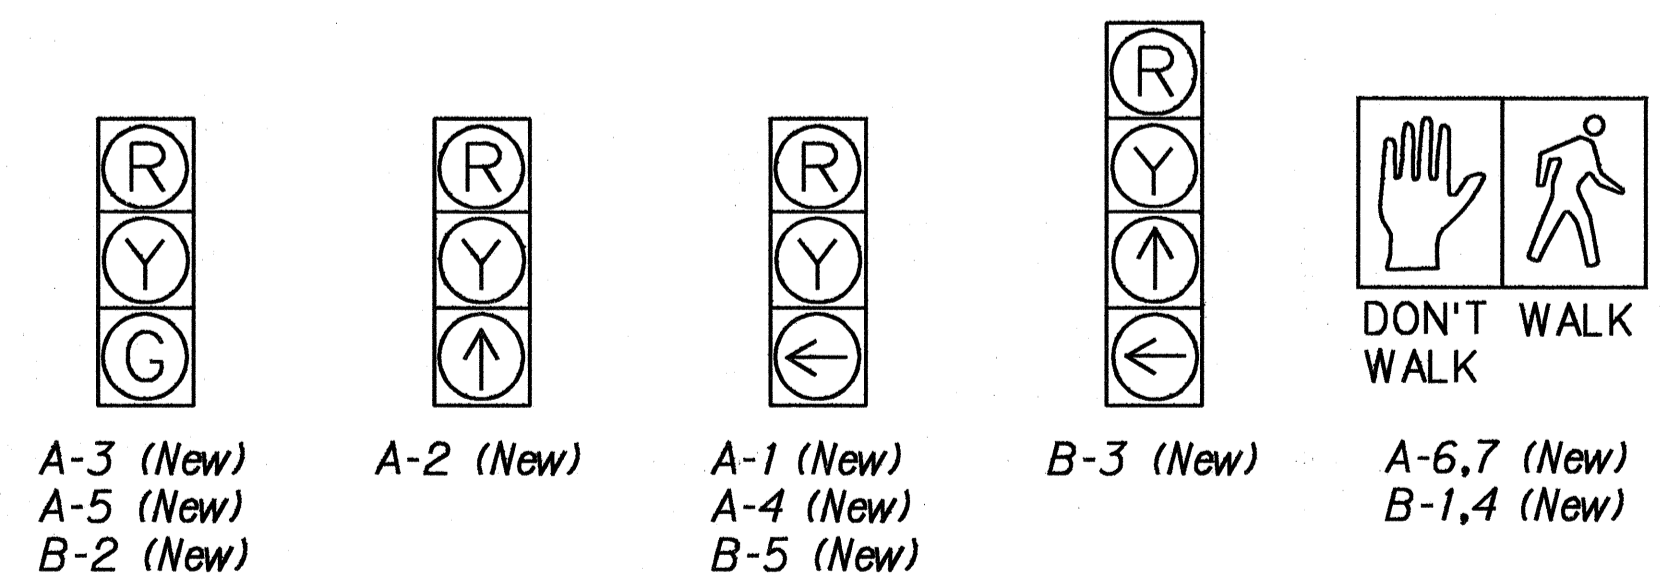 R
Y
G
A-3 (New)
A-5 (New)
B-2 (New)
R
Y
A-2 (New)
R
Y
A-1 (New)
A-4 (New)
B-5 (New)
R
Y
B-3 (New)
DON'T WALK
WALK
A-6,7 (New)
B-1,4 (New)